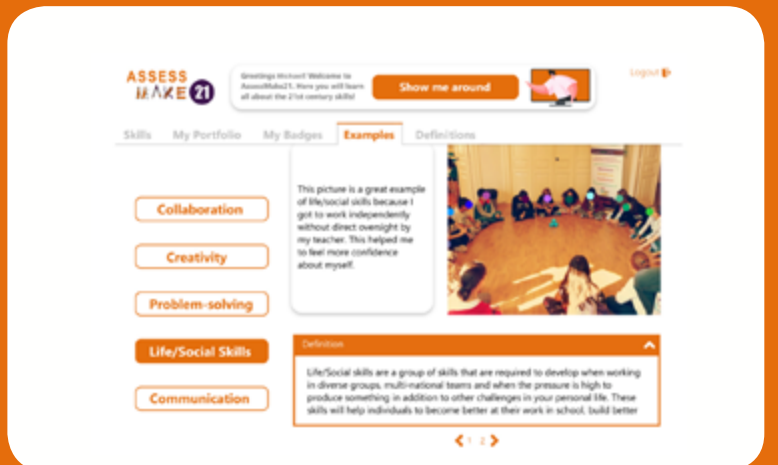 ASSESS
MAKE 21
Greetings! Welcome to
AssessMake21. Here you will learn
all about the 21st century skills!
Show me around
Logout
Skills My Portfolio My Badges Examples Definitions
Collaboration
Creativity
Problem-solving
Life/Social Skills
Communication
This picture is a great example
of life/social skills because I
got to work independently
without direct oversight by
my teacher. This helped me
to feel more confidence
about myself.
Definition
Life/Social skills are a group of skills that are required to develop when working
in diverse groups, multi-national teams and when the pressure is high to
produce something in addition to other challenges in your personal life. These
skills will help individuals to become better at their work in school, build better
1 2